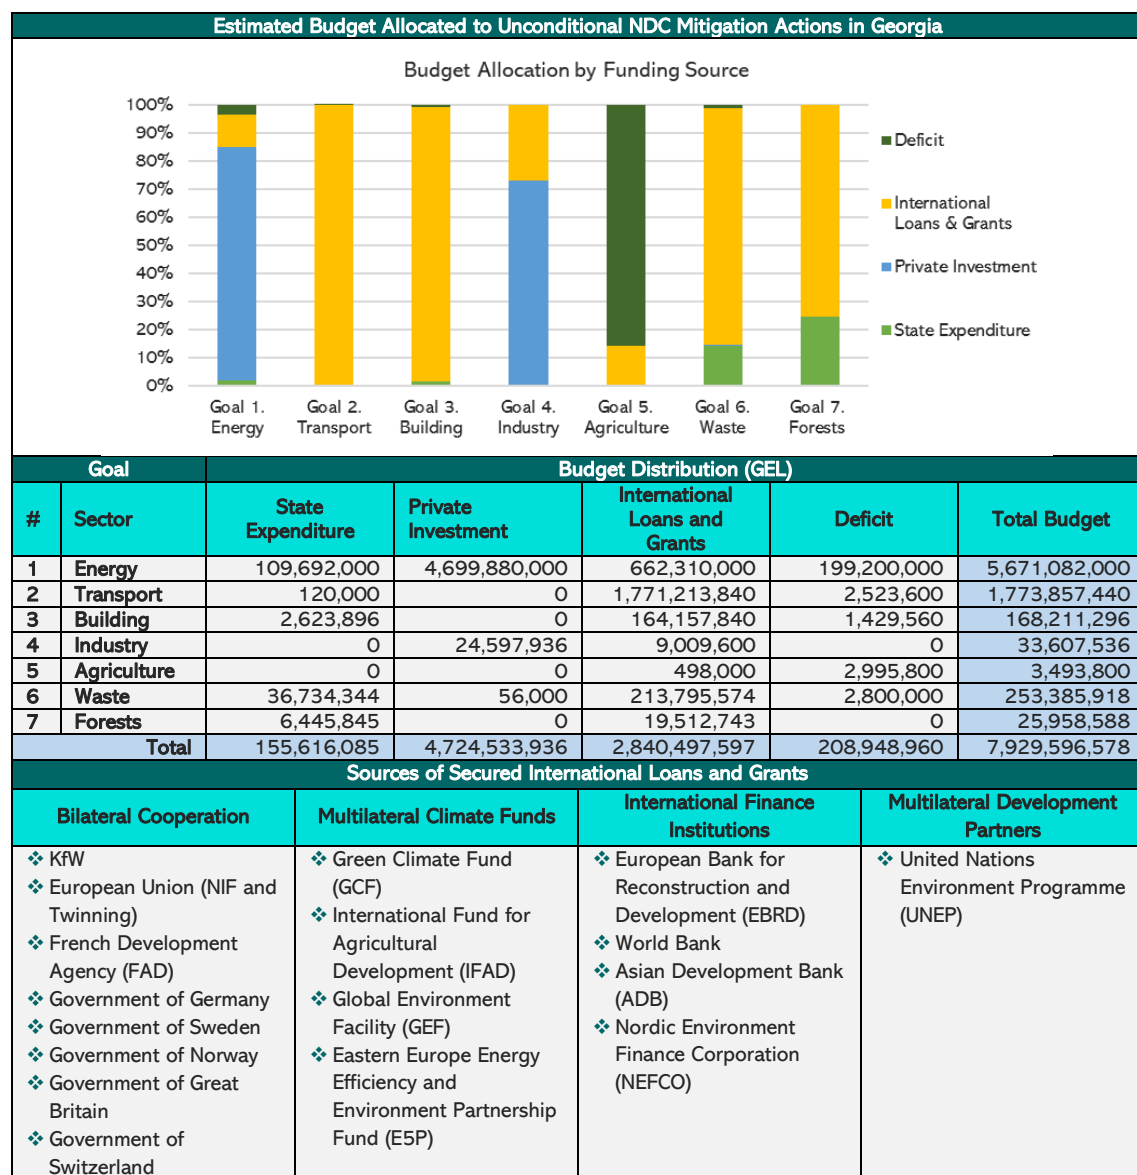 Estimated Budget Allocated to Unconditional NDC Mitigation Actions in Georgia
Budget Allocation by Funding Source
100%
90%
80%
70%
60%
50%
40%
30%
20%
10%
0%
Deficit
International
Loans & Grants
Private Investment
State Expenditure
Goal 1.
Energy
Goal 2.
Transport
Goal 3.
Building
Goal 4.
Industry
Goal 5.
Agriculture
Goal 6.
Waste
Goal 7.
Forests
Goal Budget Distribution (GEL)
# Sector
State
Expenditure
Private
Investment
International
Loans and
Grants
Deficit
Total Budget
1 Energy 109,692,000 4,699,880,000 662,310,000 199,200,000 5,671,082,000
2 Transport 120,000 0 1,771,213,840 2,523,600 1,773,857,440
3 Building 2,623,896 0 164,157,840 1,429,560 168,211,296
4 Industry 0 24,597,936 9,009,600 0 33,607,536
5 Agriculture 0 0 498,000 2,995,800 3,493,800
6 Waste 36,734,344 56,000 213,795,574 2,800,000 253,385,918
7 Forests 6,445,845 0 19,512,743 0 25,958,588
Total 155,616,085 4,724,533,936 2,840,497,597 208,948,960 7,929,596,578
Sources of Secured International Loans and Grants
Bilateral Cooperation
❖ KfW
❖ European Union (NIF and
Twinning)
❖ French Development
Agency (FAD)
❖ Government of Germany
❖ Government of Sweden
❖ Government of Norway
❖ Government of Great
Britain
❖ Government of
Switzerland
Multilateral Climate Funds
❖ Green Climate Fund
(GCF)
❖ International Fund for
Agricultural
Development (IFAD)
❖ Global Environment
Facility (GEF)
❖ Eastern Europe Energy
Efficiency and
Environment Partnership
Fund (E5P)
International Finance
Institutions
❖ European Bank for
Reconstruction and
Development (EBRD)
❖ World Bank
❖ Asian Development Bank
(ADB)
❖ Nordic Environment
Finance Corporation
(NEFCO)
Multilateral Development
Partners
❖ United Nations
Environment Programme
(UNEP)